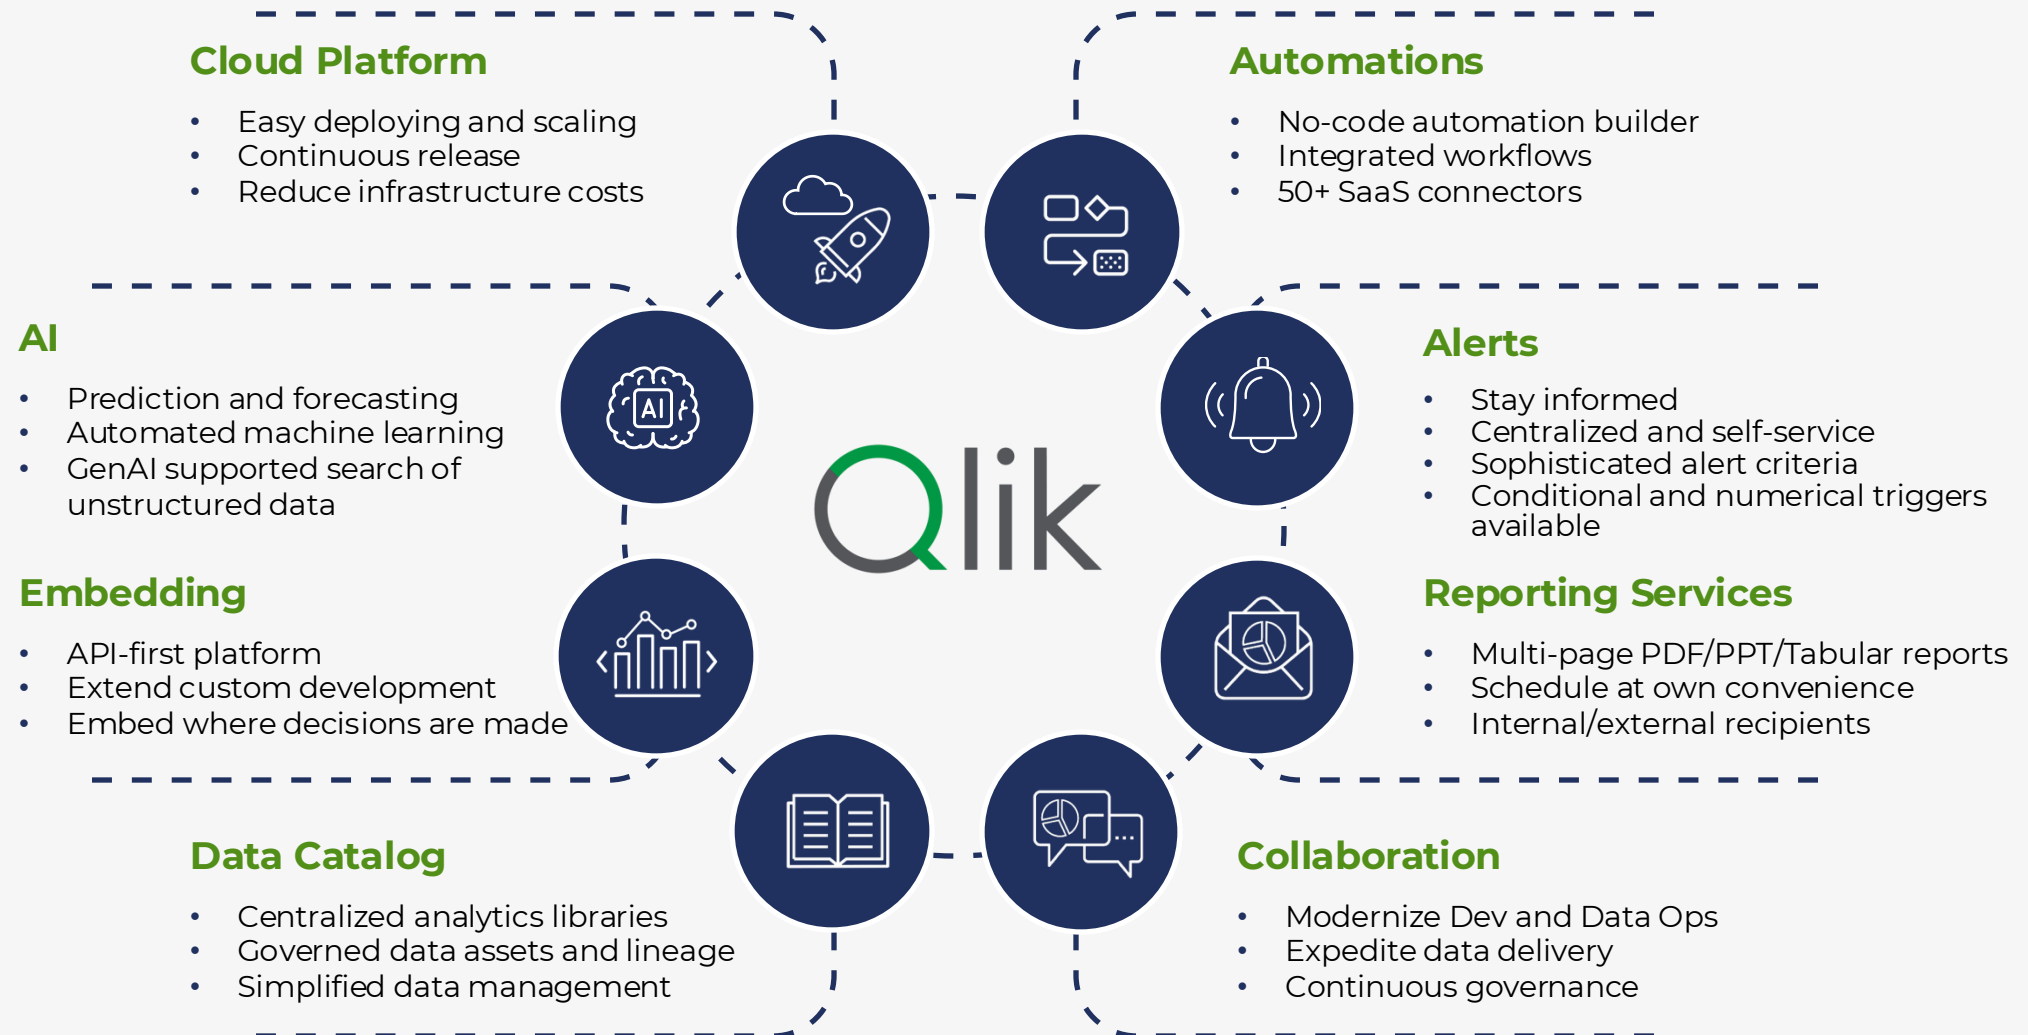 Cloud Platform
• Easy deploying and scaling
• Continuous release
• Reduce infrastructure costs
Automations
• No-code automation builder
• Integrated workflows
• 50+ SaaS connectors
AI
• Prediction and forecasting
• Automated machine learning
• GenAI supported search of
unstructured data
AI
Alerts
• Stay informed
• Centralized and self-service
• Sophisticated alert criteria
• Conditional and numerical triggers
available
Qlik
Embedding
• API-first platform
• Extend custom development
• Embed where decisions are made
Reporting Services
• Multi-page PDF/PPT/Tabular reports
• Schedule at own convenience
• Internal/external recipients
Data Catalog
• Centralized analytics libraries
• Governed data assets and lineage
• Simplified data management
Collaboration
• Modernize Dev and Data Ops
• Expedite data delivery
• Continuous governance